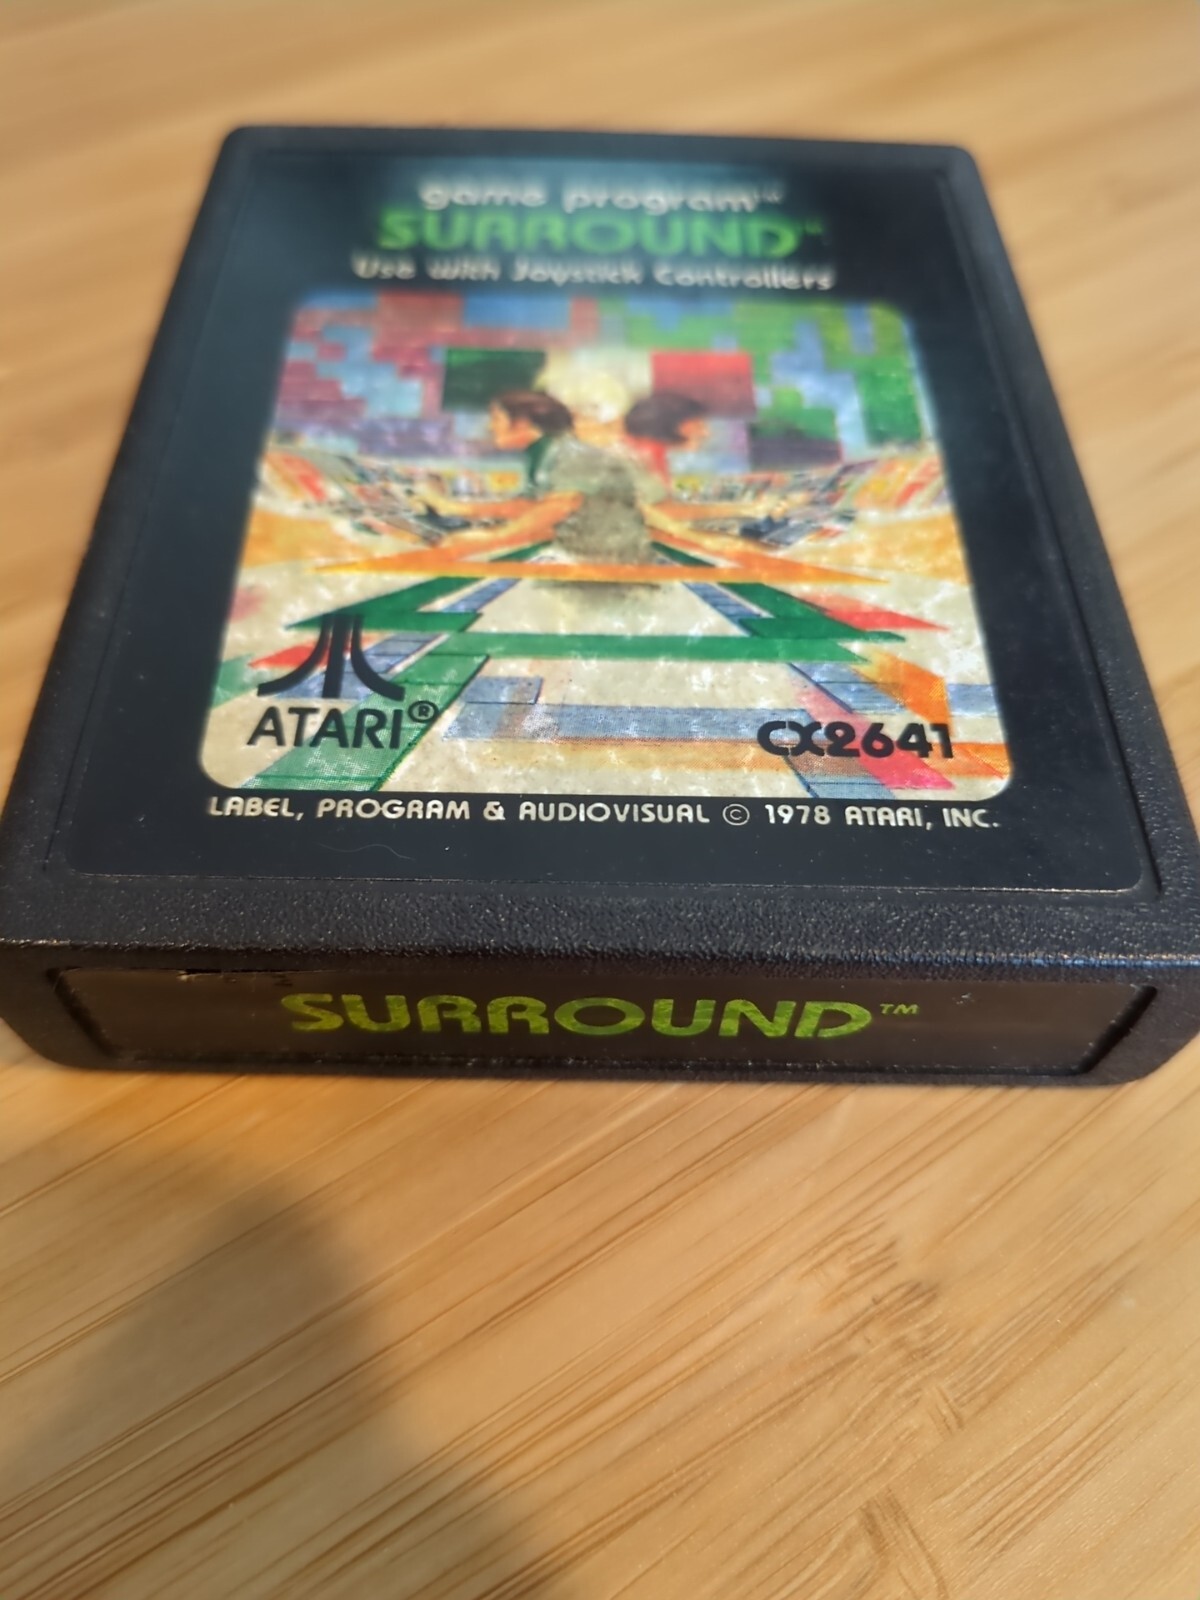 game program™
SURROUND™
Use with Joystick Controllers
ATARI®
CX2641
LABEL, PROGRAM & AUDIOVISUAL © 1978 ATARI, INC.
SURROUND™